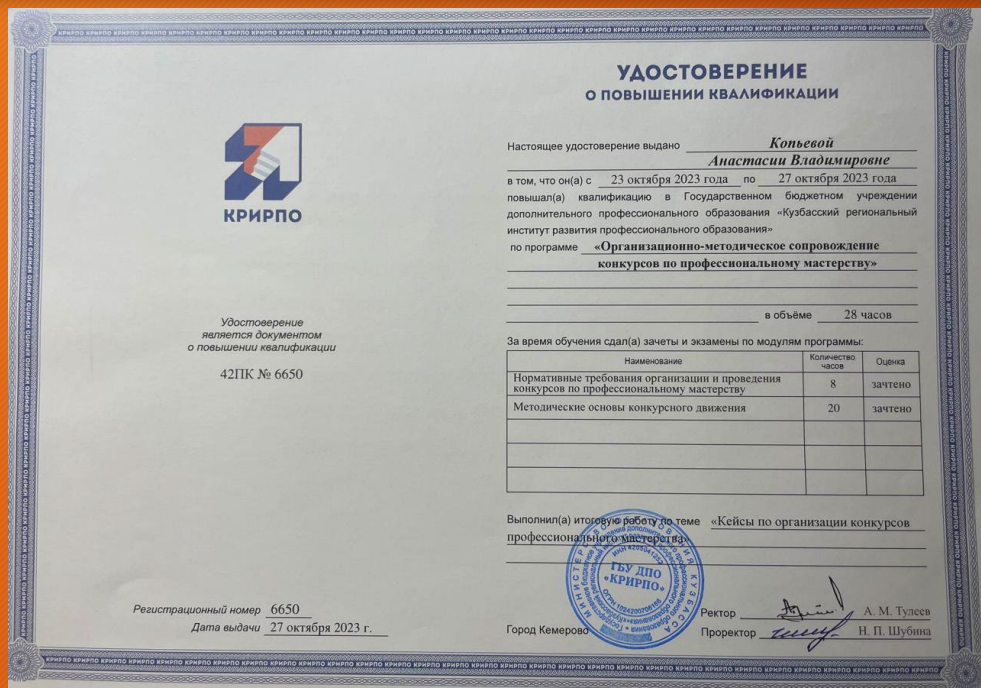 КРИРПО
Удостоверение
является документом
о повышении квалификации
42ПК № 6650
Регистрационный номер 6650
Дата выдачи 27 октября 2023 г.
УДОСТОВЕРЕНИЕ
О ПОВЫШЕНИИ КВАЛИФИКАЦИИ
Настоящее удостоверение выдано Копьевой
Анастасии Владимировне
в том, что он(а) с 23 октября 2023 года по 27 октября 2023 года
повышал(а) квалификацию в Государственном бюджетном учреждении
дополнительного профессионального образования «Кузбасский региональный
институт развития профессионального образования»
по программе «Организационно-методическое сопровождение
конкурсов по профессиональному мастерству»
в объёме 28 часов
За время обучения сдал(а) зачеты и экзамены по модулям программы:
Наименование Количество часов Оценка
Нормативные требования организации и проведения
конкурсов по профессиональному мастерству 8 зачтено
Методические основы конкурсного движения 20 зачтено
Выполнил(а) итоговую работу по теме «Кейсы по организации конкурсов
профессионального мастерства»
ГБУ ДПО
«КРИРПО»
Город Кемерово
Ректор А. М. Тулеев
Проректор Н. П. Шубина